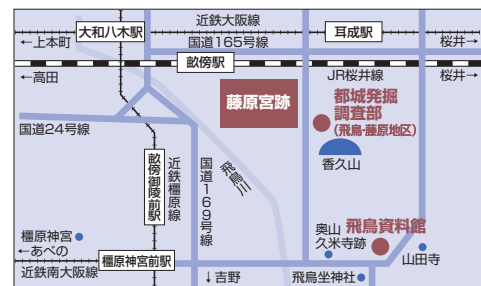 近鉄大阪線
大和八木駅
耳成駅
←上本町
国道165号線
桜井→
畝傍駅
←高田
JR桜井線
桜井→
藤原宮跡
都城発掘
調査部
(飛鳥・藤原地区)
国道24号線
香久山
畝傍御陵前駅
近鉄橿原線
国道169号線
飛鳥川
橿原神宮
←あべの
橿原神宮前駅
近鉄南大阪線
↓吉野
奥山
久米寺跡
飛鳥資料館
山田寺
飛鳥坐神社